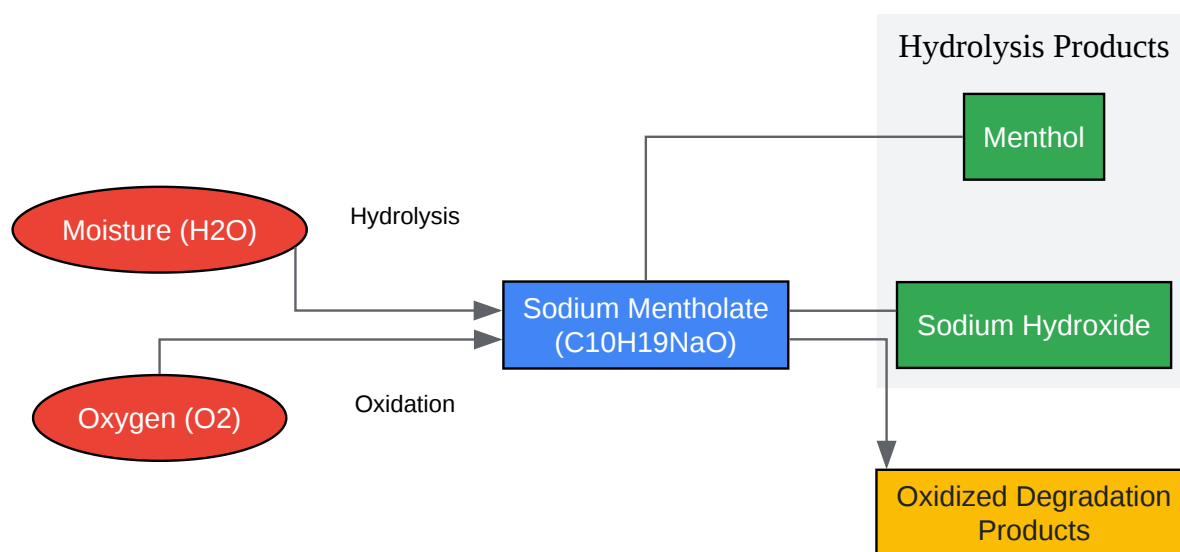 Hydrolysis Products
Menthol
Moisture (H2O)
Hydrolysis
Sodium Mentholate
(C10H19NaO)
Sodium Hydroxide
Oxygen (O2)
Oxidation
Oxidized Degradation
Products